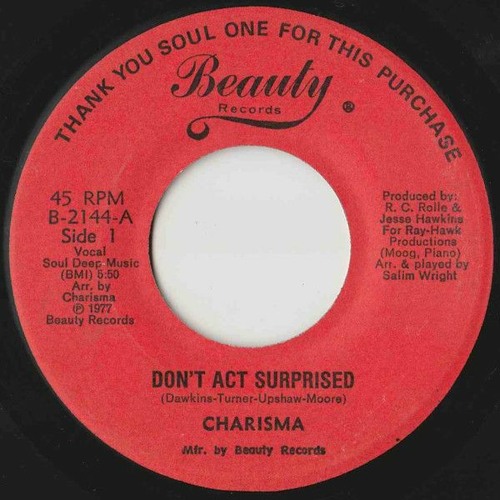 THANK YOU SOUL ONE FOR THIS PURCHASE
Beauty
Records
®
45 RPM
B-2144-A
Side 1
Vocal
Soul Deep Music
(BMI) 5:50
Arr. by
Charisma
℗ 1977
Beauty Records
Produced by:
R. C. Rolle &
Jesse Hawkins
For Ray-Hawk
Productions
(Moog, Piano)
Arr. & played by
Salim Wright
DON'T ACT SURPRISED
(Dawkins-Turner-Upshaw-Moore)
CHARISMA
Mfr. by Beauty Records